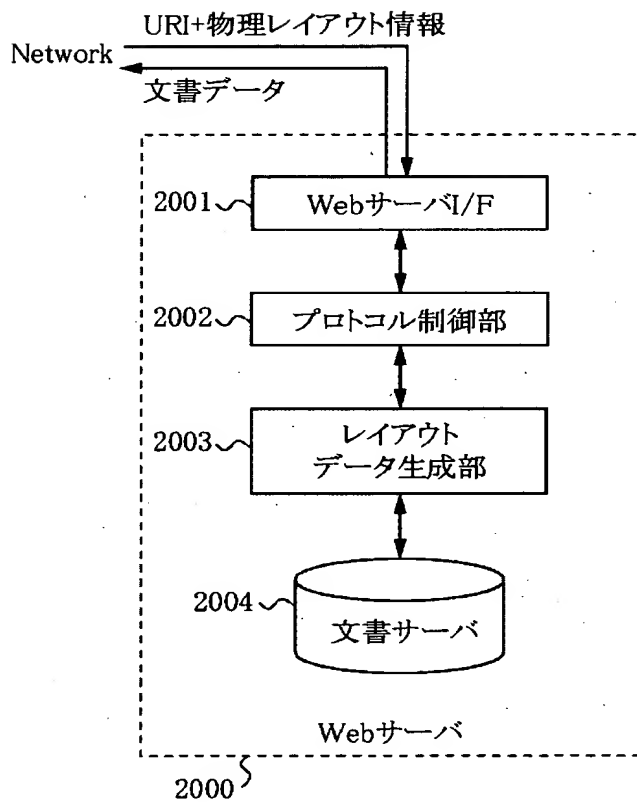 URI+物理レイアウト情報
Network
文書データ
2001
WebサーバI/F
2002
プロトコル制御部
2003
レイアウト
データ生成部
2004
文書サーバ
Webサーバ
2000